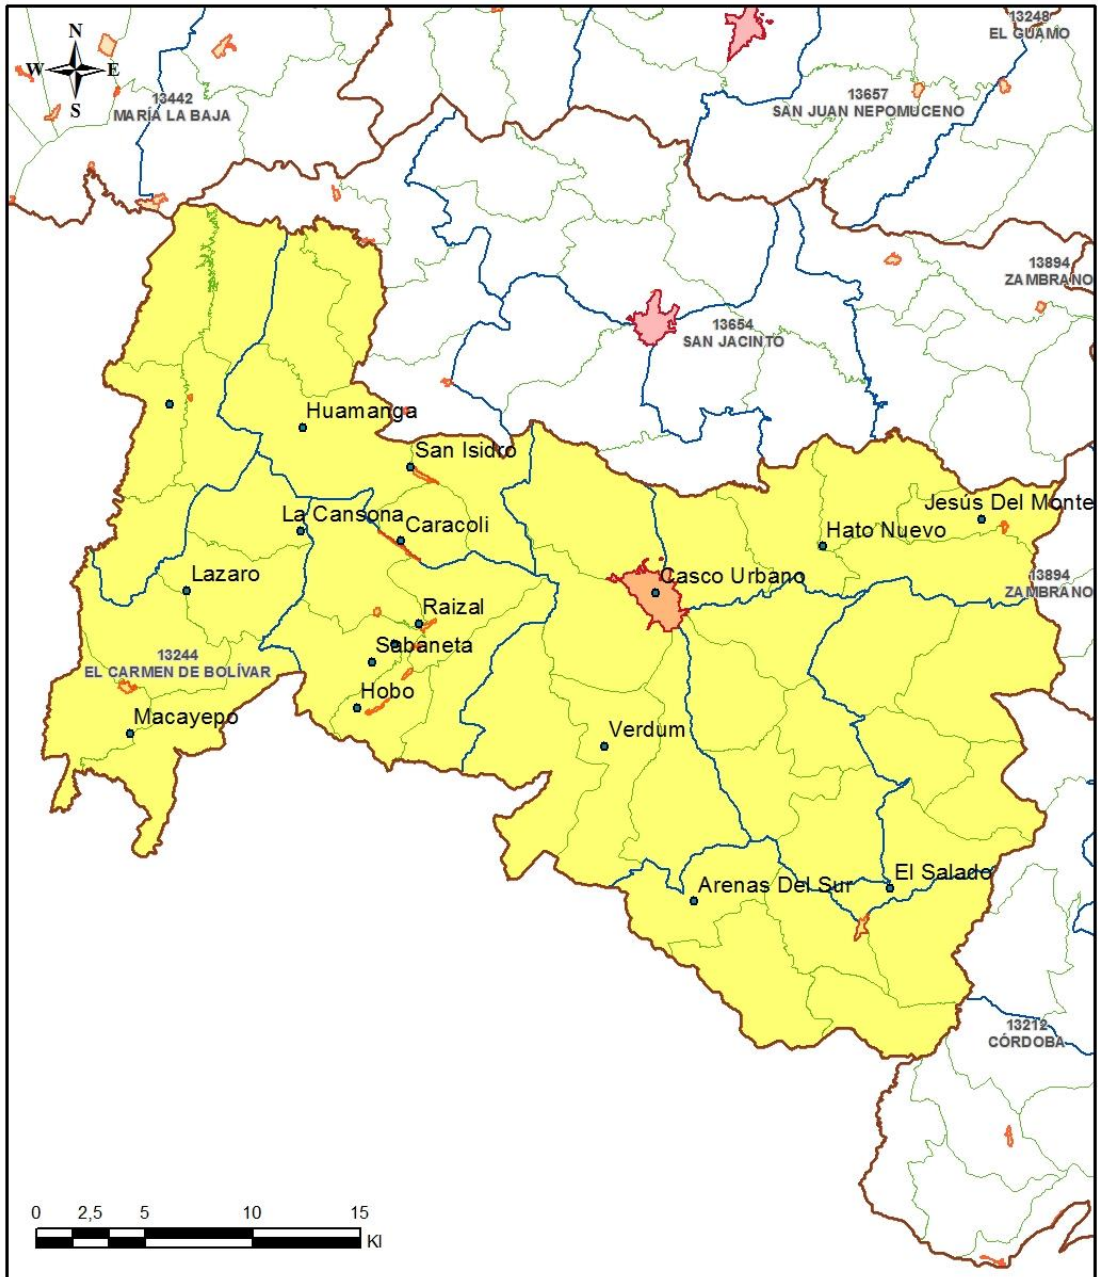 13248
EL GUAMO
N
W E
S
13442
MARÍA LA BAJA
13657
SAN JUAN NEPOMUCENO
13894
ZAMBRANO
13654
SAN JACINTO
Huamanga
San Isidro
Jesús Del Monte
La Cansona
Caracoli
Hato Nuevo
Lazaro
Casco Urbano
13894
ZAMBRANO
Raizal
Sabaneta
13244
EL CARMEN DE BOLÍVAR
Hobo
Macayepo
Verdum
El Salado
Arenas Del Sur
13212
CÓRDOBA
0 2,5 5 10 15
Kl